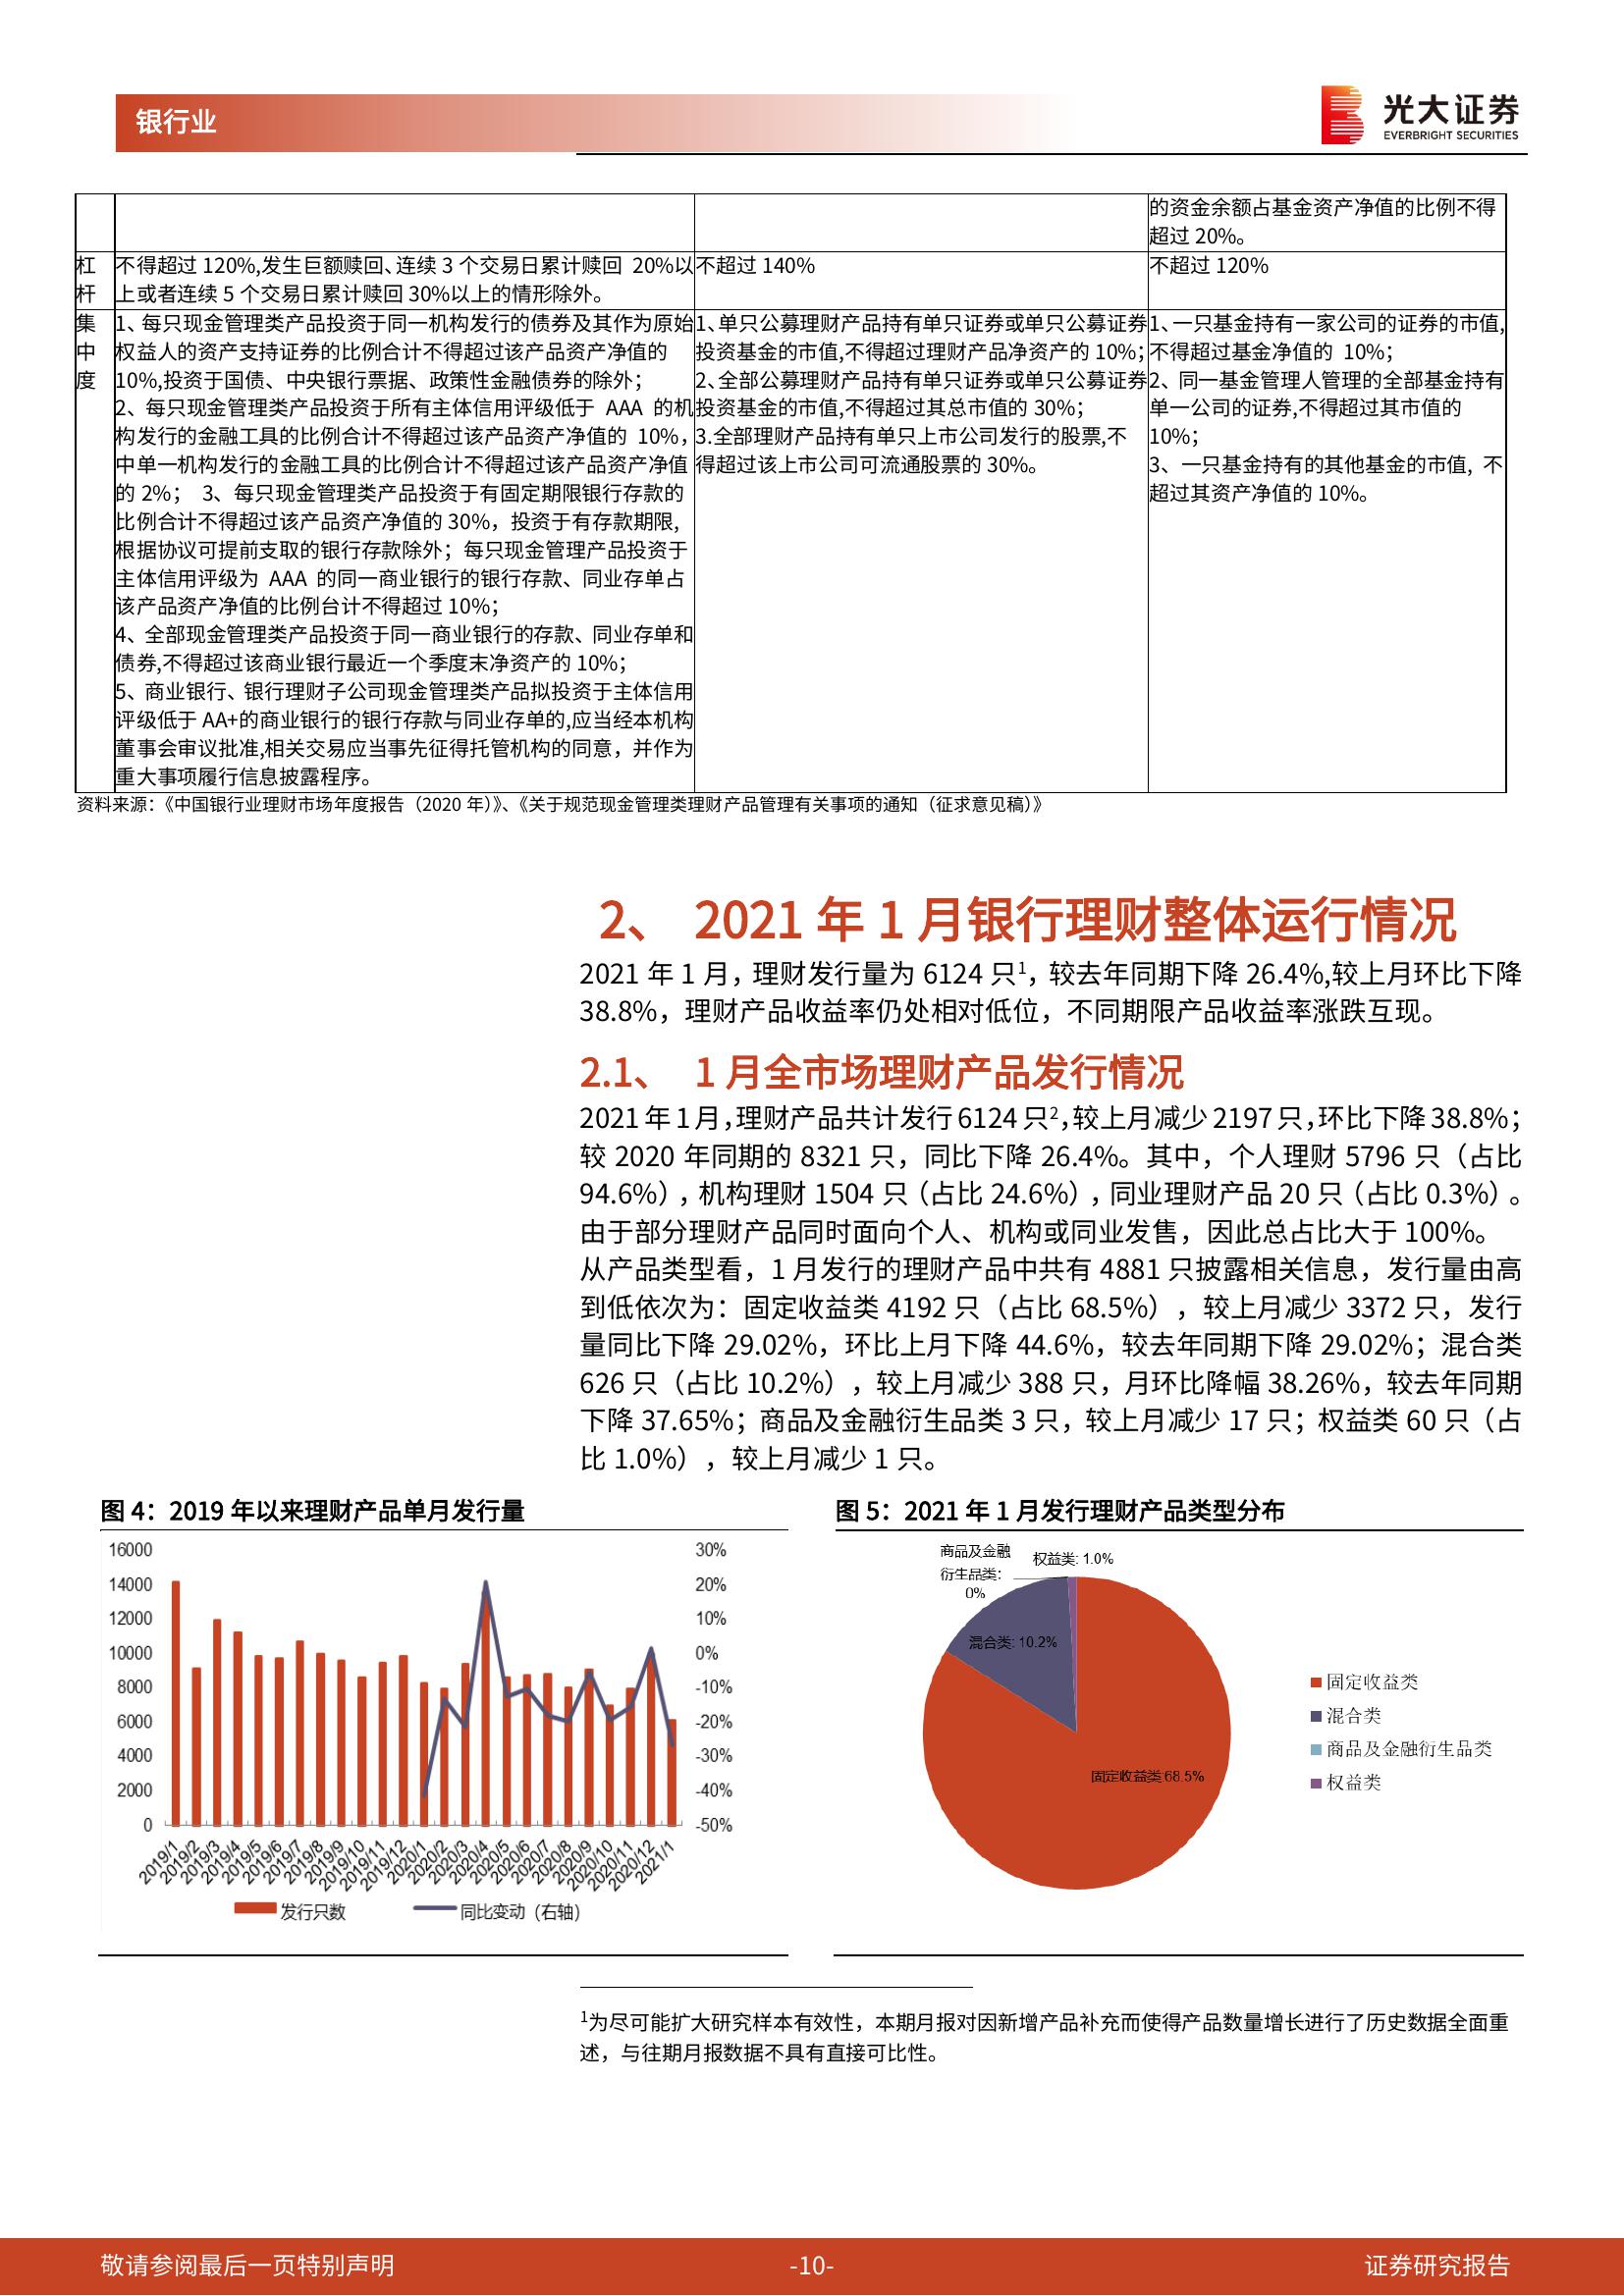 银行业
光大证券
EVERBRIGHT SECURITIES
的资金余额占基金资产净值的比例不得
超过 20%。
杠
杆
不得超过 120%,发生巨额赎回、连续 3 个交易日累计赎回 20%以
上或者连续 5 个交易日累计赎回 30%以上的情形除外。
不超过 140%
不超过 120%
集
中
度
1、每只现金管理类产品投资于同一机构发行的债券及其作为原始
权益人的资产支持证券的比例合计不得超过该产品资产净值的
10%,投资于国债、中央银行票据、政策性金融债券的除外；
2、每只现金管理类产品投资于所有主体信用评级低于 AAA 的机
构发行的金融工具的比例合计不得超过该产品资产净值的 10%，
中单一机构发行的金融工具的比例合计不得超过该产品资产净值
的 2%； 3、每只现金管理类产品投资于有固定期限银行存款的
比例合计不得超过该产品资产净值的 30%，投资于有存款期限,
根据协议可提前支取的银行存款除外；每只现金管理产品投资于
主体信用评级为 AAA 的同一商业银行的银行存款、同业存单占
该产品资产净值的比例台计不得超过 10%；
4、全部现金管理类产品投资于同一商业银行的存款、同业存单和
债券,不得超过该商业银行最近一个季度末净资产的 10%；
5、商业银行、银行理财子公司现金管理类产品拟投资于主体信用
评级低于 AA+的商业银行的银行存款与同业存单的,应当经本机构
董事会审议批准,相关交易应当事先征得托管机构的同意，并作为
重大事项履行信息披露程序。
1、单只公募理财产品持有单只证券或单只公募证券
投资基金的市值,不得超过理财产品净资产的 10%；
2、全部公募理财产品持有单只证券或单只公募证券
投资基金的市值,不得超过其总市值的 30%；
3.全部理财产品持有单只上市公司发行的股票,不
得超过该上市公司可流通股票的 30%。
1、一只基金持有一家公司的证券的市值,
不得超过基金净值的 10%；
2、同一基金管理人管理的全部基金持有
单一公司的证券,不得超过其市值的
10%；
3、一只基金持有的其他基金的市值, 不
超过其资产净值的 10%。
资料来源：《中国银行业理财市场年度报告（2020 年）》、《关于规范现金管理类理财产品管理有关事项的通知（征求意见稿）》
2、 2021 年 1 月银行理财整体运行情况
2021 年 1 月，理财发行量为 6124 只1，较去年同期下降 26.4%,较上月环比下降
38.8%，理财产品收益率仍处相对低位，不同期限产品收益率涨跌互现。
2.1、 1 月全市场理财产品发行情况
2021 年 1 月，理财产品共计发行 6124 只2，较上月减少 2197 只，环比下降 38.8%；
较 2020 年同期的 8321 只，同比下降 26.4%。其中，个人理财 5796 只（占比
94.6%），机构理财 1504 只（占比 24.6%），同业理财产品 20 只（占比 0.3%）。
由于部分理财产品同时面向个人、机构或同业发售，因此总占比大于 100%。
从产品类型看，1 月发行的理财产品中共有 4881 只披露相关信息，发行量由高
到低依次为：固定收益类 4192 只（占比 68.5%），较上月减少 3372 只，发行
量同比下降 29.02%，环比上月下降 44.6%，较去年同期下降 29.02%；混合类
626 只（占比 10.2%），较上月减少 388 只，月环比降幅 38.26%，较去年同期
下降 37.65%；商品及金融衍生品类 3 只，较上月减少 17 只；权益类 60 只（占
比 1.0%），较上月减少 1 只。
图 4：2019 年以来理财产品单月发行量
16000
14000
12000
10000
8000
6000
4000
2000
0
30%
20%
10%
0%
-10%
-20%
-30%
-40%
-50%
2019/1
2019/2
2019/3
2019/4
2019/5
2019/6
2019/7
2019/8
2019/9
2019/10
2019/11
2019/12
2020/1
2020/2
2020/3
2020/4
2020/5
2020/6
2020/7
2020/8
2020/9
2020/10
2020/11
2020/12
2021/1
发行只数
同比变动（右轴）
图 5：2021 年 1 月发行理财产品类型分布
商品及金融
衍生品类:
0%
权益类: 1.0%
混合类: 10.2%
固定收益类 68.5%
固定收益类
混合类
商品及金融衍生品类
权益类
1为尽可能扩大研究样本有效性，本期月报对因新增产品补充而使得产品数量增长进行了历史数据全面重
述，与往期月报数据不具有直接可比性。
敬请参阅最后一页特别声明
-10-
证券研究报告